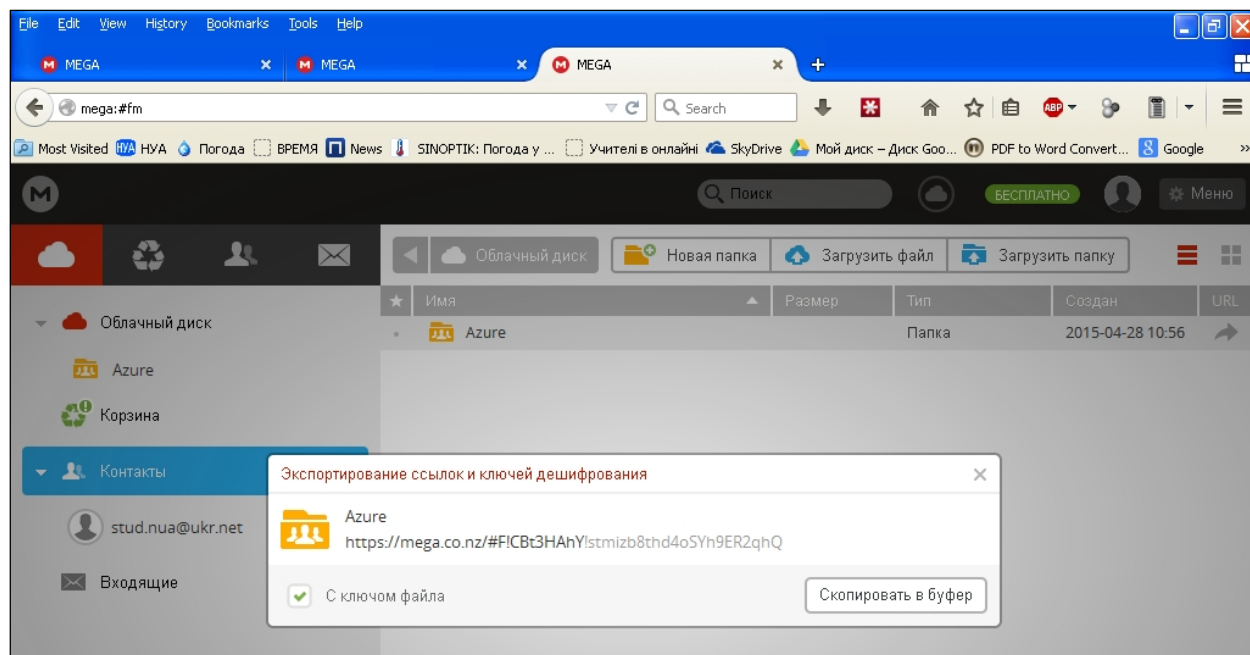 File Edit View History Bookmarks Tools Help
MEGA MEGA MEGA
mega:#fm Search ABP
Most Visited НУА НУА Погода ВРЕМЯ News SINOPTIK: Погода у ... Учителі в онлайні SkyDrive Мой диск – Диск Goo... PDF to Word Convert... Google »
M Поиск БЕСПЛАТНО Меню
Облачный диск Новая папка Загрузить файл Загрузить папку
Имя Размер Тип Создан URL
Облачный диск
Azure Папка 2015-04-28 10:56
Azure
Корзина
Контакты
Экспортирование ссылок и ключей дешифрования
Azure
https://mega.co.nz/#F!CBt3HAhY!stmizb8thd4oSYh9ER2qhQ
stud.nua@ukr.net
Входящие
С ключом файла Скопировать в буфер